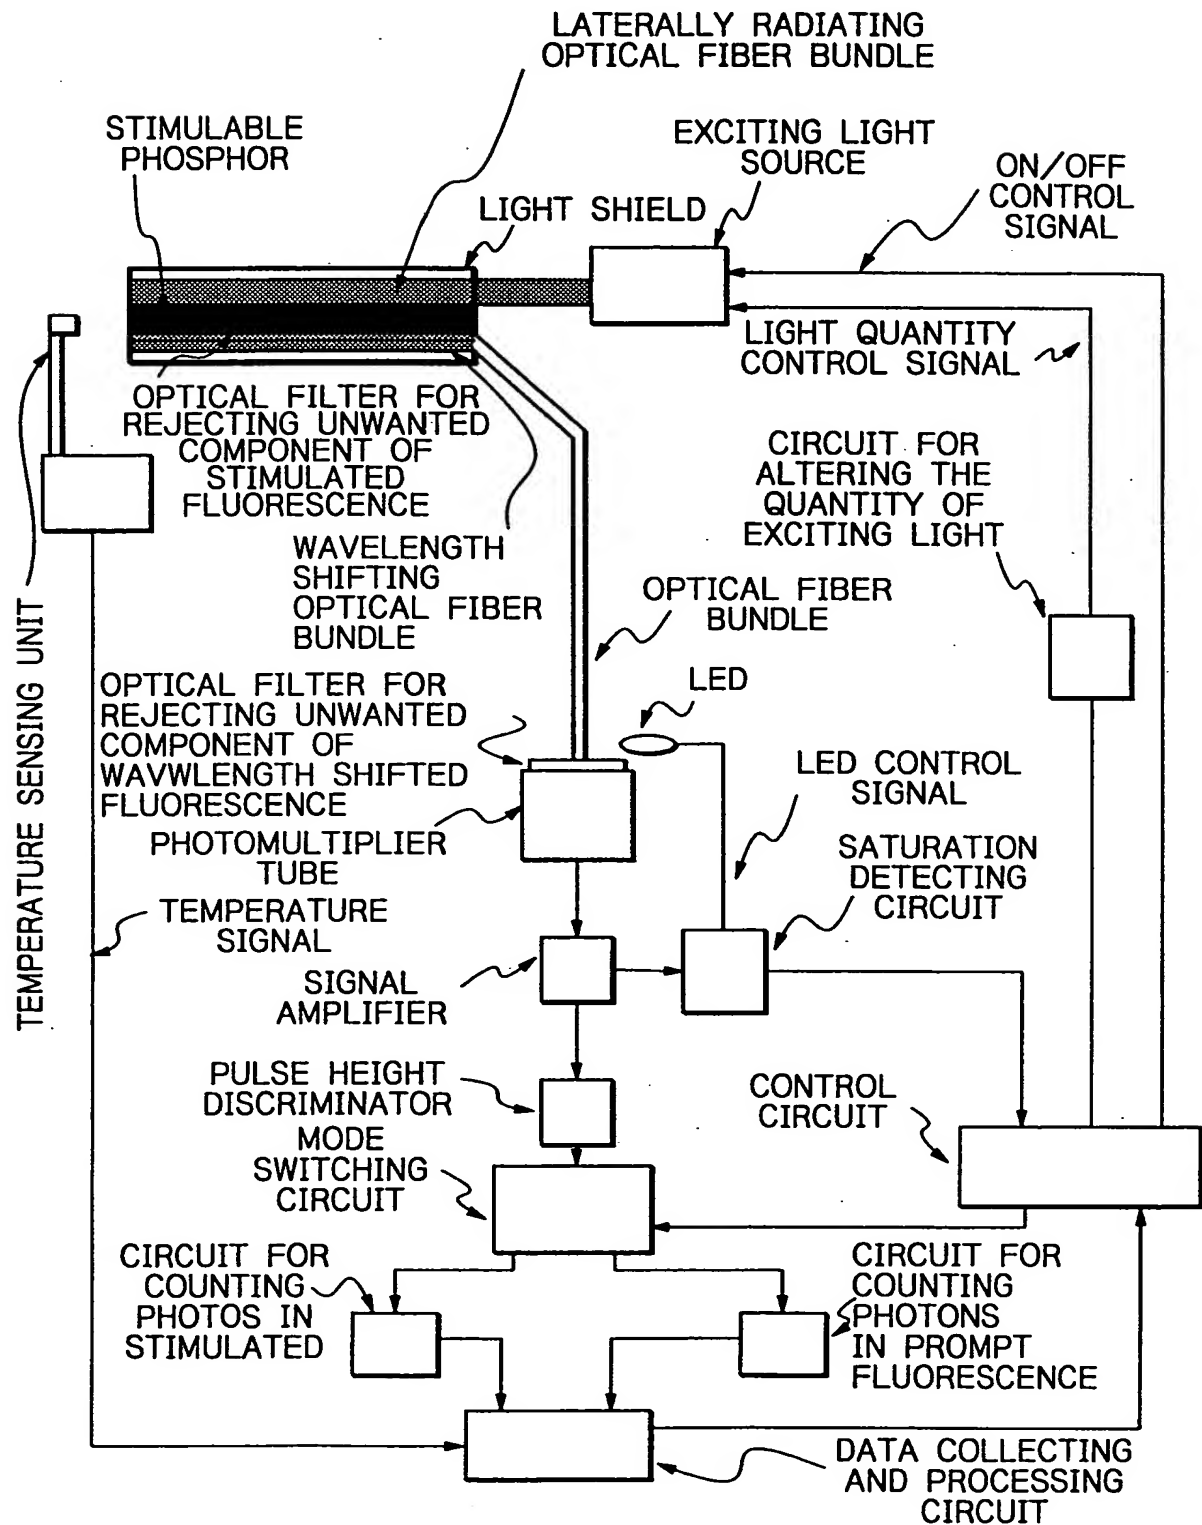 LATERALLY RADIATING
OPTICAL FIBER BUNDLE
STIMULABLE
PHOSPHOR
EXCITING LIGHT
SOURCE
ON/OFF
CONTROL
SIGNAL
LIGHT SHIELD
LIGHT QUANTITY
CONTROL SIGNAL
OPTICAL FILTER FOR
REJECTING UNWANTED
COMPONENT OF
STIMULATED
FLUORESCENCE
CIRCUIT FOR
ALTERING THE
QUANTITY OF
EXCITING LIGHT
WAVELENGTH
SHIFTING
OPTICAL FIBER
BUNDLE
OPTICAL FIBER
BUNDLE
TEMPERATURE SENSING UNIT
LED
OPTICAL FILTER FOR
REJECTING UNWANTED
COMPONENT OF
WAVWLENGTH SHIFTED
FLUORESCENCE
LED CONTROL
SIGNAL
PHOTOMULTIPLIER
TUBE
SATURATION
DETECTING
CIRCUIT
TEMPERATURE
SIGNAL
SIGNAL
AMPLIFIER
PULSE HEIGHT
DISCRIMINATOR
CONTROL
CIRCUIT
MODE
SWITCHING
CIRCUIT
CIRCUIT FOR
COUNTING
PHOTOS IN
STIMULATED
CIRCUIT FOR
COUNTING
PHOTONS
IN PROMPT
FLUORESCENCE
DATA COLLECTING
AND PROCESSING
CIRCUIT